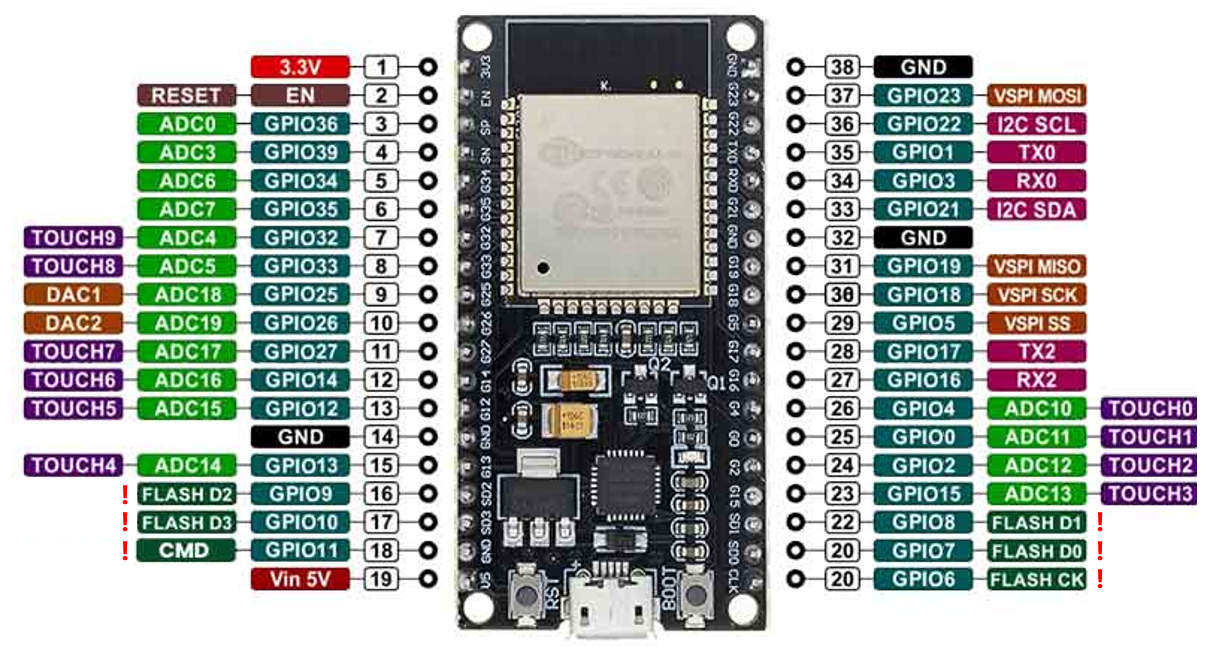 3.3V 1 3V3 GND 38 GND
RESET EN 2 EN G23 37 GPIO23 VSPI MOSI
ADC0 GPIO36 3 SP G22 36 GPIO22 I2C SCL
ADC3 GPIO39 4 SN TXD 35 GPIO1 TX0
ADC6 GPIO34 5 G34 RXD 34 GPIO3 RX0
ADC7 GPIO35 6 G35 G21 33 GPIO21 I2C SDA
TOUCH9 ADC4 GPIO32 7 G32 GND 32 GND
TOUCH8 ADC5 GPIO33 8 G33 G19 31 GPIO19 VSPI MISO
DAC1 ADC18 GPIO25 9 G25 G18 30 GPIO18 VSPI SCK
DAC2 ADC19 GPIO26 10 G26 G5 29 GPIO5 VSPI SS
TOUCH7 ADC17 GPIO27 11 G27 G17 28 GPIO17 TX2
TOUCH6 ADC16 GPIO14 12 G14 Q2 Q1 G16 27 GPIO16 RX2
TOUCH5 ADC15 GPIO12 13 G12 G4 26 GPIO4 ADC10 TOUCH0
GND 14 GND G0 25 GPIO0 ADC11 TOUCH1
TOUCH4 ADC14 GPIO13 15 G13 G2 24 GPIO2 ADC12 TOUCH2
! FLASH D2 GPIO9 16 SD2 G15 23 GPIO15 ADC13 TOUCH3
! FLASH D3 GPIO10 17 SD3 SD1 22 GPIO8 FLASH D1 !
! CMD GPIO11 18 GND SD0 20 GPIO7 FLASH D0 !
Vin 5V 19 V5 RST BOOT CLK 20 GPIO6 FLASH CK !
CE